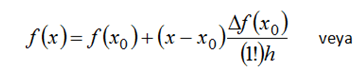 f(x) = f(x₀) + (x − x₀) Δf(x₀) / (1!)h veya